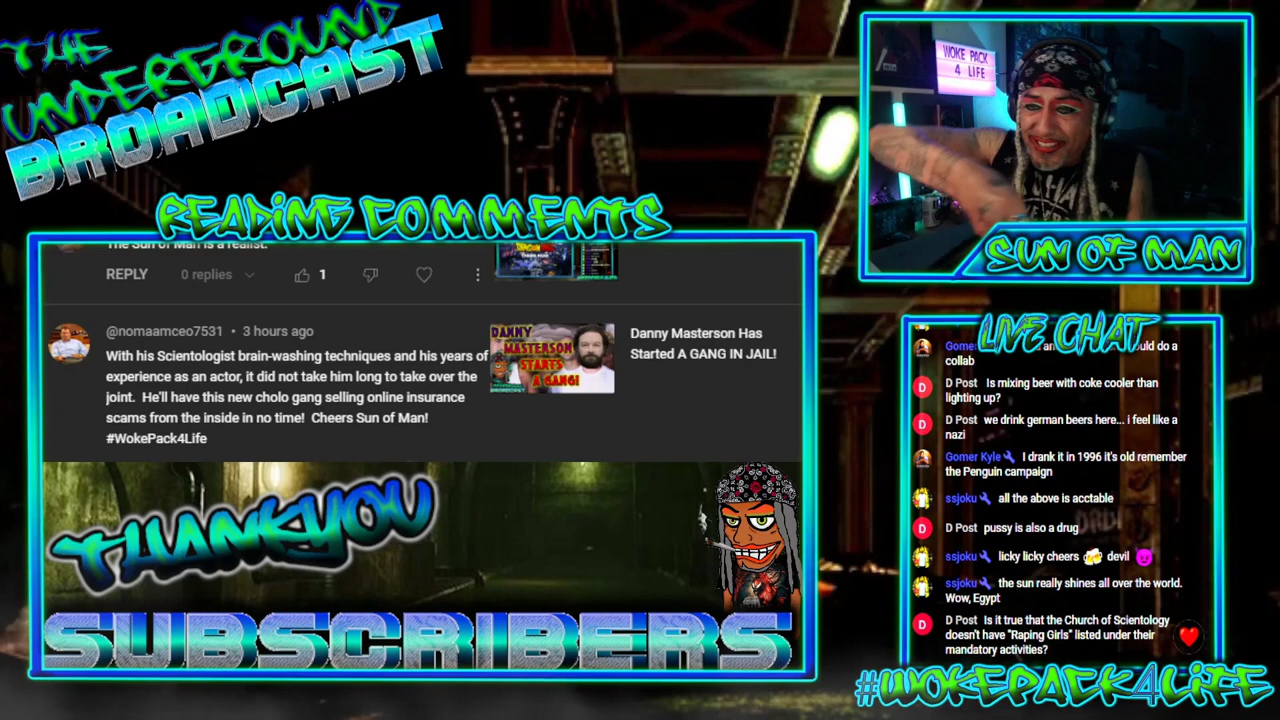 THE
UNDERGROUND
BROADCAST
READING COMMENTS
The Sun of Man is a realist.
REPLY 0 replies 1
@nomaamceo7531 • 3 hours ago
With his Scientologist brain-washing techniques and his years of
experience as an actor, it did not take him long to take over the
joint. He'll have this new cholo gang selling online insurance
scams from the inside in no time! Cheers Sun of Man!
#WokePack4Life
DANNY
MASTERSON
STARTS
A GANG!
Danny Masterson Has
Started A GANG IN JAIL!
THANKYOU
SUBSCRIBERS
WOKE PACK
4 LIFE
SUN OF MAN
LIVE CHAT
collab
D Post Is mixing beer with coke cooler than
lighting up?
D Post we drink german beers here... i feel like a
nazi
Gomer Kyle I drank it in 1996 it's old remember
the Penguin campaign
ssjoku all the above is acctable
D Post pussy is also a drug
ssjoku licky licky cheers 🍻 devil 😈
ssjoku the sun really shines all over the world.
Wow, Egypt
D Post Is it true that the Church of Scientology
doesn't have "Raping Girls" listed under their
mandatory activities?
#WOKEPACK4LIFE